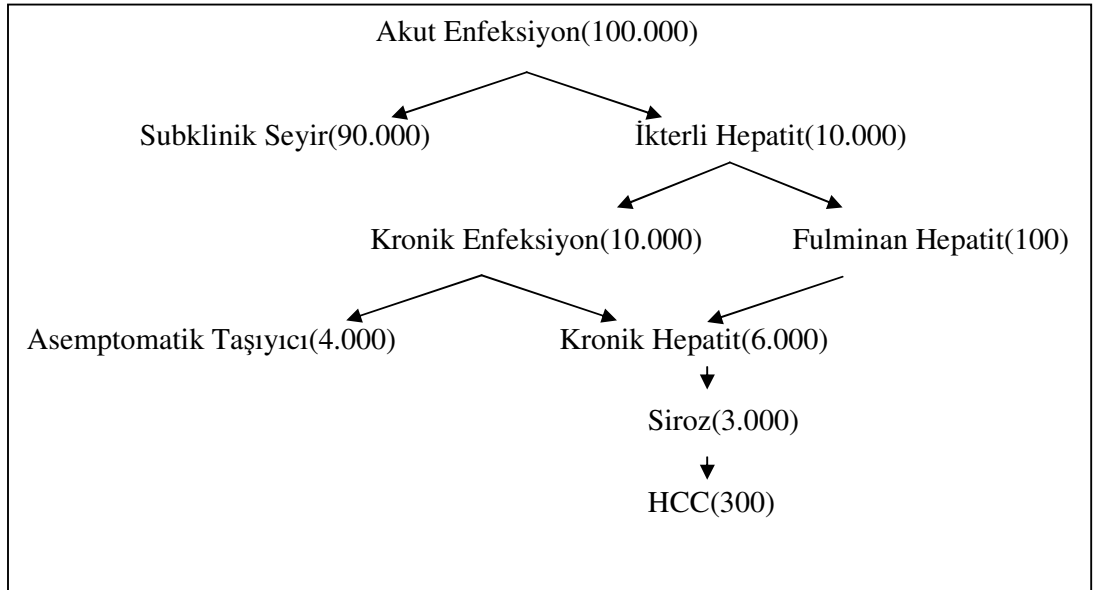 Akut Enfeksiyon(100.000)
Subklinik Seyir(90.000) İkterli Hepatit(10.000)
Kronik Enfeksiyon(10.000) Fulminan Hepatit(100)
Asemptomatik Taşıyıcı(4.000) Kronik Hepatit(6.000)
Siroz(3.000)
HCC(300)